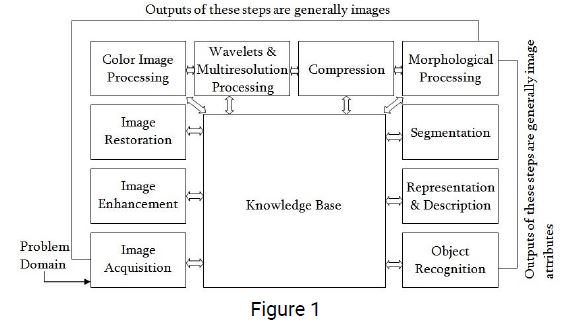 Outputs of these steps are generally images
Color Image
Processing
Wavelets &
Multiresolution
Processing
Compression
Morphological
Processing
Image
Restoration
Segmentation
Image
Enhancement
Knowledge Base
Representation
& Description
Problem
Domain
Image
Acquisition
Object
Recognition
Outputs of these steps are generally image
attributes
Figure 1